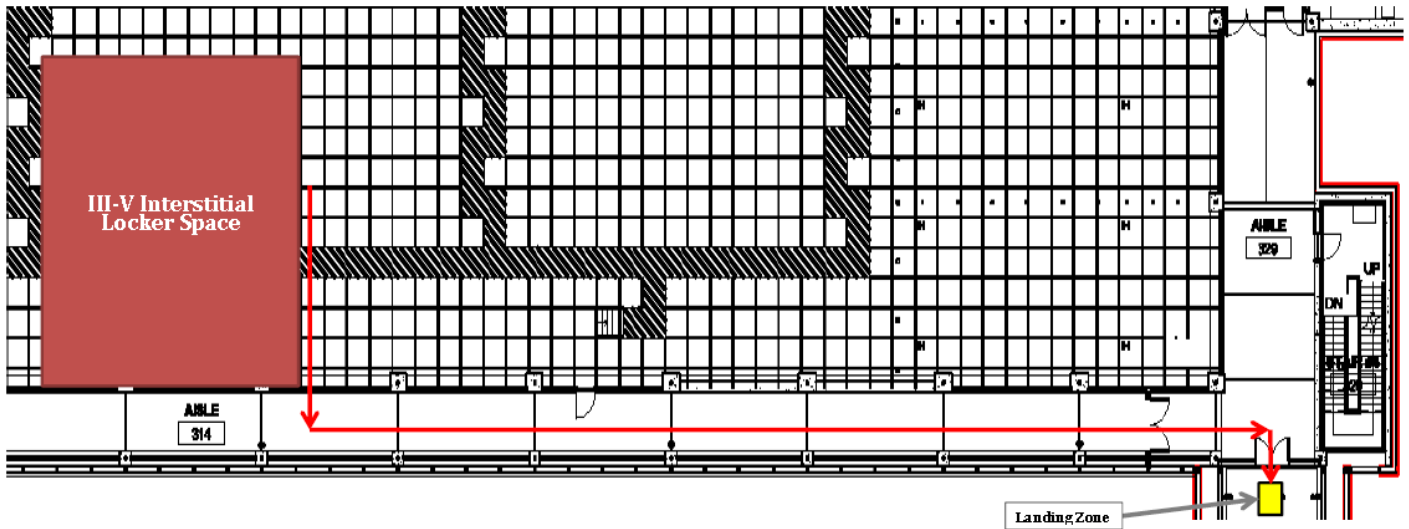 III-V Interstitial
Locker Space
AISLE
314
AISLE
329
UP
DN
Landing Zone